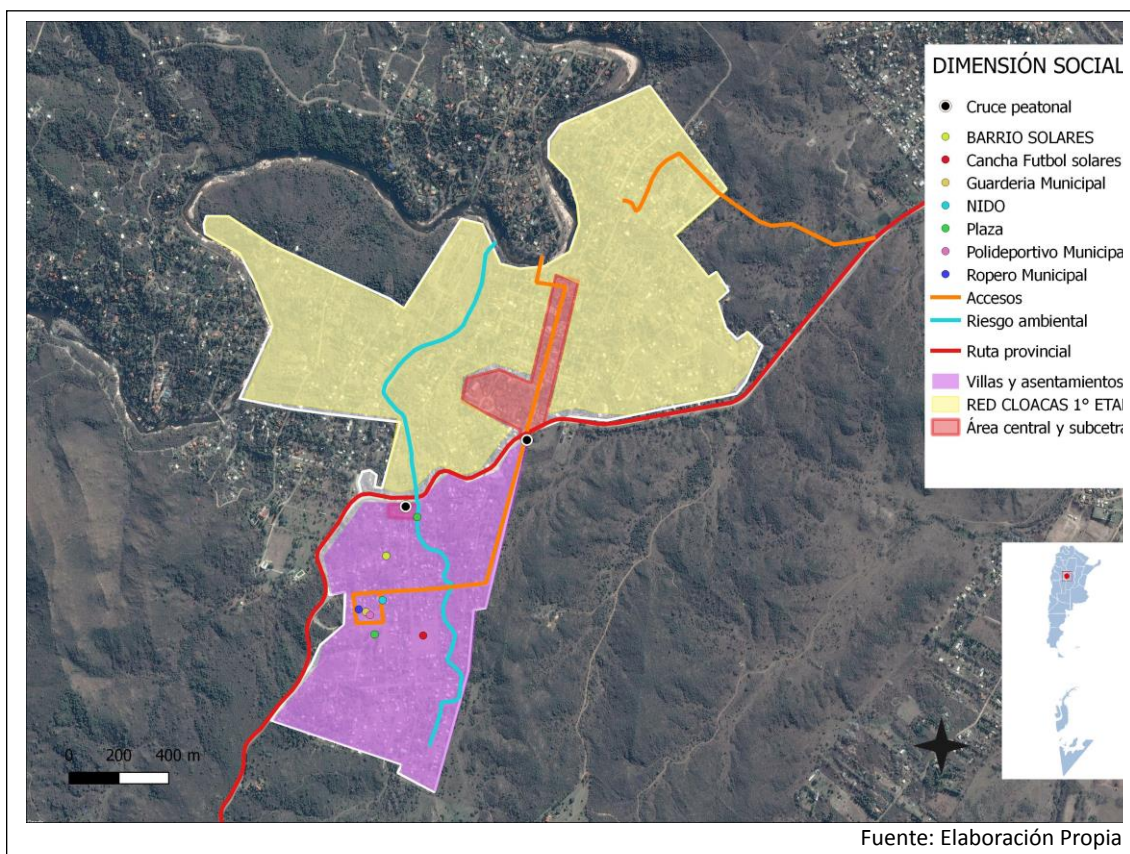 DIMENSIÓN SOCIAL
Cruce peatonal
BARRIO SOLARES
Cancha Futbol solares
Guarderia Municipal
NIDO
Plaza
Polideportivo Municipa
Ropero Municipal
Accesos
Riesgo ambiental
Ruta provincial
Villas y asentamientos
RED CLOACAS 1° ETA
Área central y subcetra
0 200 400 m
Fuente: Elaboración Propia